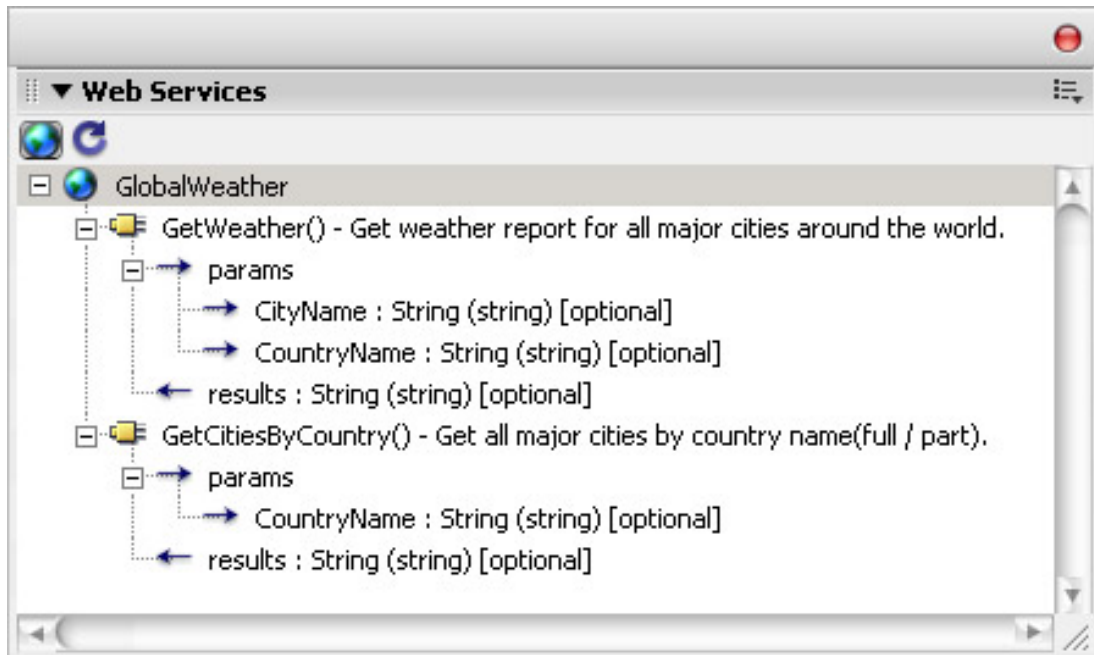 Web Services
GlobalWeather
GetWeather() - Get weather report for all major cities around the world.
params
CityName : String (string) [optional]
CountryName : String (string) [optional]
results : String (string) [optional]
GetCitiesByCountry() - Get all major cities by country name(full / part).
params
CountryName : String (string) [optional]
results : String (string) [optional]